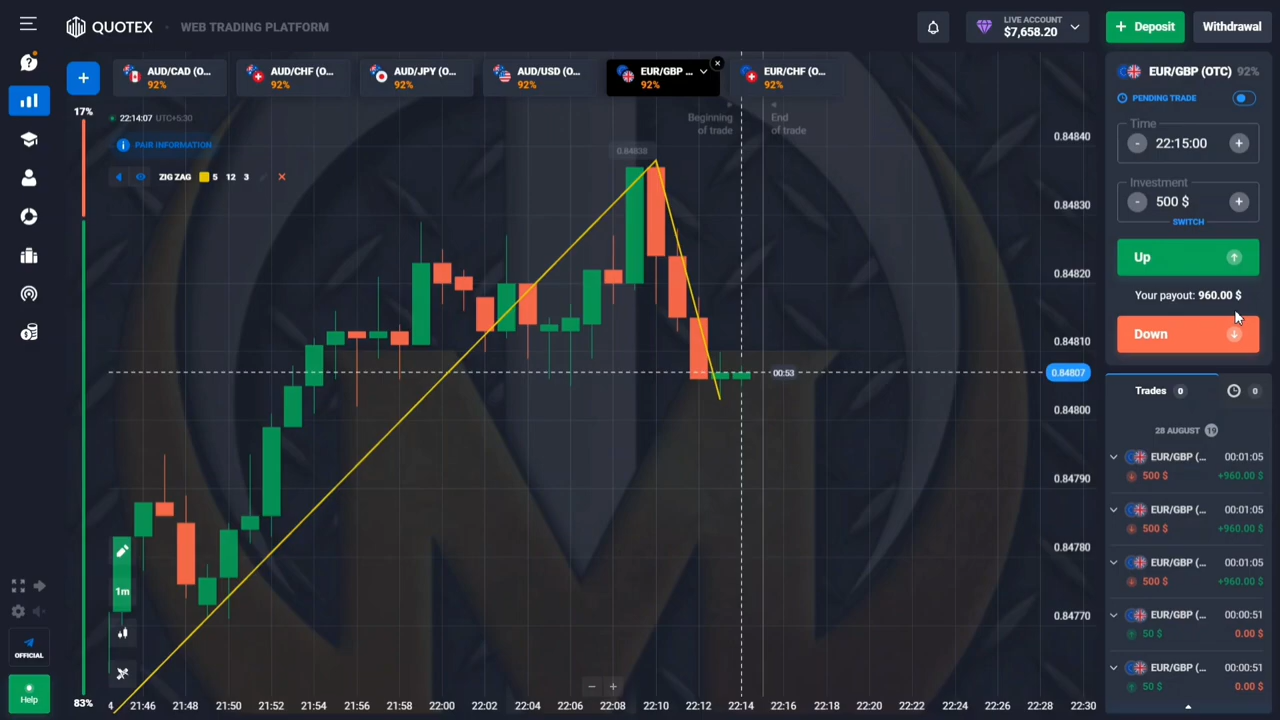 QUOTEX
WEB TRADING PLATFORM
LIVE ACCOUNT
$7,658.20
+ Deposit
Withdrawal
AUD/CAD (O...
92%
AUD/CHF (O...
92%
AUD/JPY (O...
92%
AUD/USD (O...
92%
EUR/GBP ...
92%
EUR/CHF (O...
92%
17%
22:14:07 UTC+5:30
PAIR INFORMATION
ZIG ZAG 5 12 3
Beginning
of trade
End
of trade
0.84838
0.84840
0.84830
0.84820
0.84810
0.84807
0.84800
0.84790
0.84780
0.84770
00:53
1m
83%
4 21:46 21:48 21:50 21:52 21:54 21:56 21:58 22:00 22:02 22:04 22:06 22:08 22:10 22:12 22:14 22:16 22:18 22:20 22:22 22:24 22:26 22:28 22:30
OFFICIAL
Help
EUR/GBP (OTC) 92%
PENDING TRADE
Time
- 22:15:00 +
Investment
- 500 $ +
SWITCH
Up
Your payout: 960.00 $
Down
Trades 0
0
28 AUGUST 19
EUR/GBP (... 00:01:05
500 $ +960.00 $
EUR/GBP (... 00:01:05
500 $ +960.00 $
EUR/GBP (... 00:01:05
500 $ +960.00 $
EUR/GBP (... 00:00:51
50 $ 0.00 $
EUR/GBP (... 00:00:51
50 $ 0.00 $